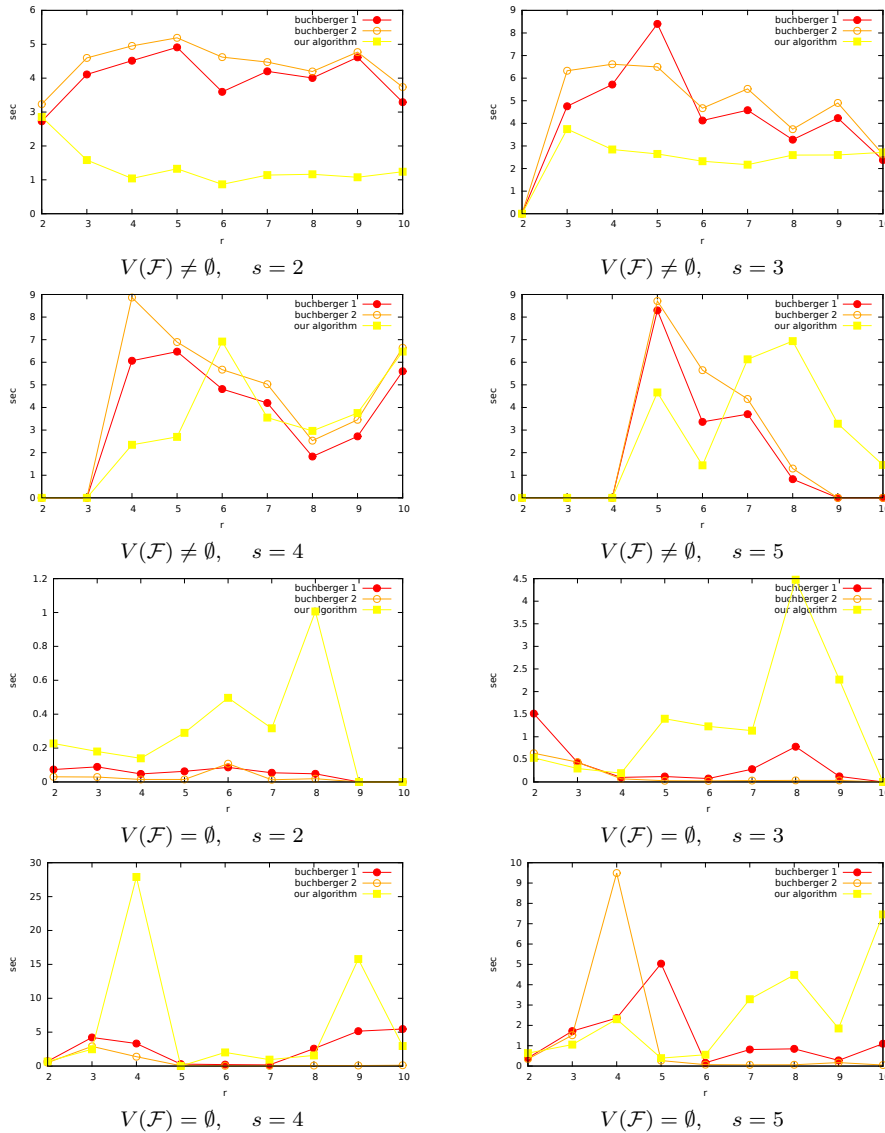 6
5
4
3
2
1
0
sec
buchberger 1
buchberger 2
our algorithm
2 3 4 5 6 7 8 9 10
r
V(F) ≠ ∅, s = 2
9
8
7
6
5
4
3
2
1
0
sec
buchberger 1
buchberger 2
our algorithm
2 3 4 5 6 7 8 9 10
r
V(F) ≠ ∅, s = 3
9
8
7
6
5
4
3
2
1
0
sec
buchberger 1
buchberger 2
our algorithm
2 3 4 5 6 7 8 9 10
r
V(F) ≠ ∅, s = 4
9
8
7
6
5
4
3
2
1
0
sec
buchberger 1
buchberger 2
our algorithm
2 3 4 5 6 7 8 9 10
r
V(F) ≠ ∅, s = 5
1.2
1
0.8
0.6
0.4
0.2
0
sec
buchberger 1
buchberger 2
our algorithm
2 3 4 5 6 7 8 9 10
r
V(F) = ∅, s = 2
4.5
4
3.5
3
2.5
2
1.5
1
0.5
0
sec
buchberger 1
buchberger 2
our algorithm
2 3 4 5 6 7 8 9 10
r
V(F) = ∅, s = 3
30
25
20
15
10
5
0
sec
buchberger 1
buchberger 2
our algorithm
2 3 4 5 6 7 8 9 10
r
V(F) = ∅, s = 4
10
9
8
7
6
5
4
3
2
1
0
sec
buchberger 1
buchberger 2
our algorithm
2 3 4 5 6 7 8 9 10
r
V(F) = ∅, s = 5